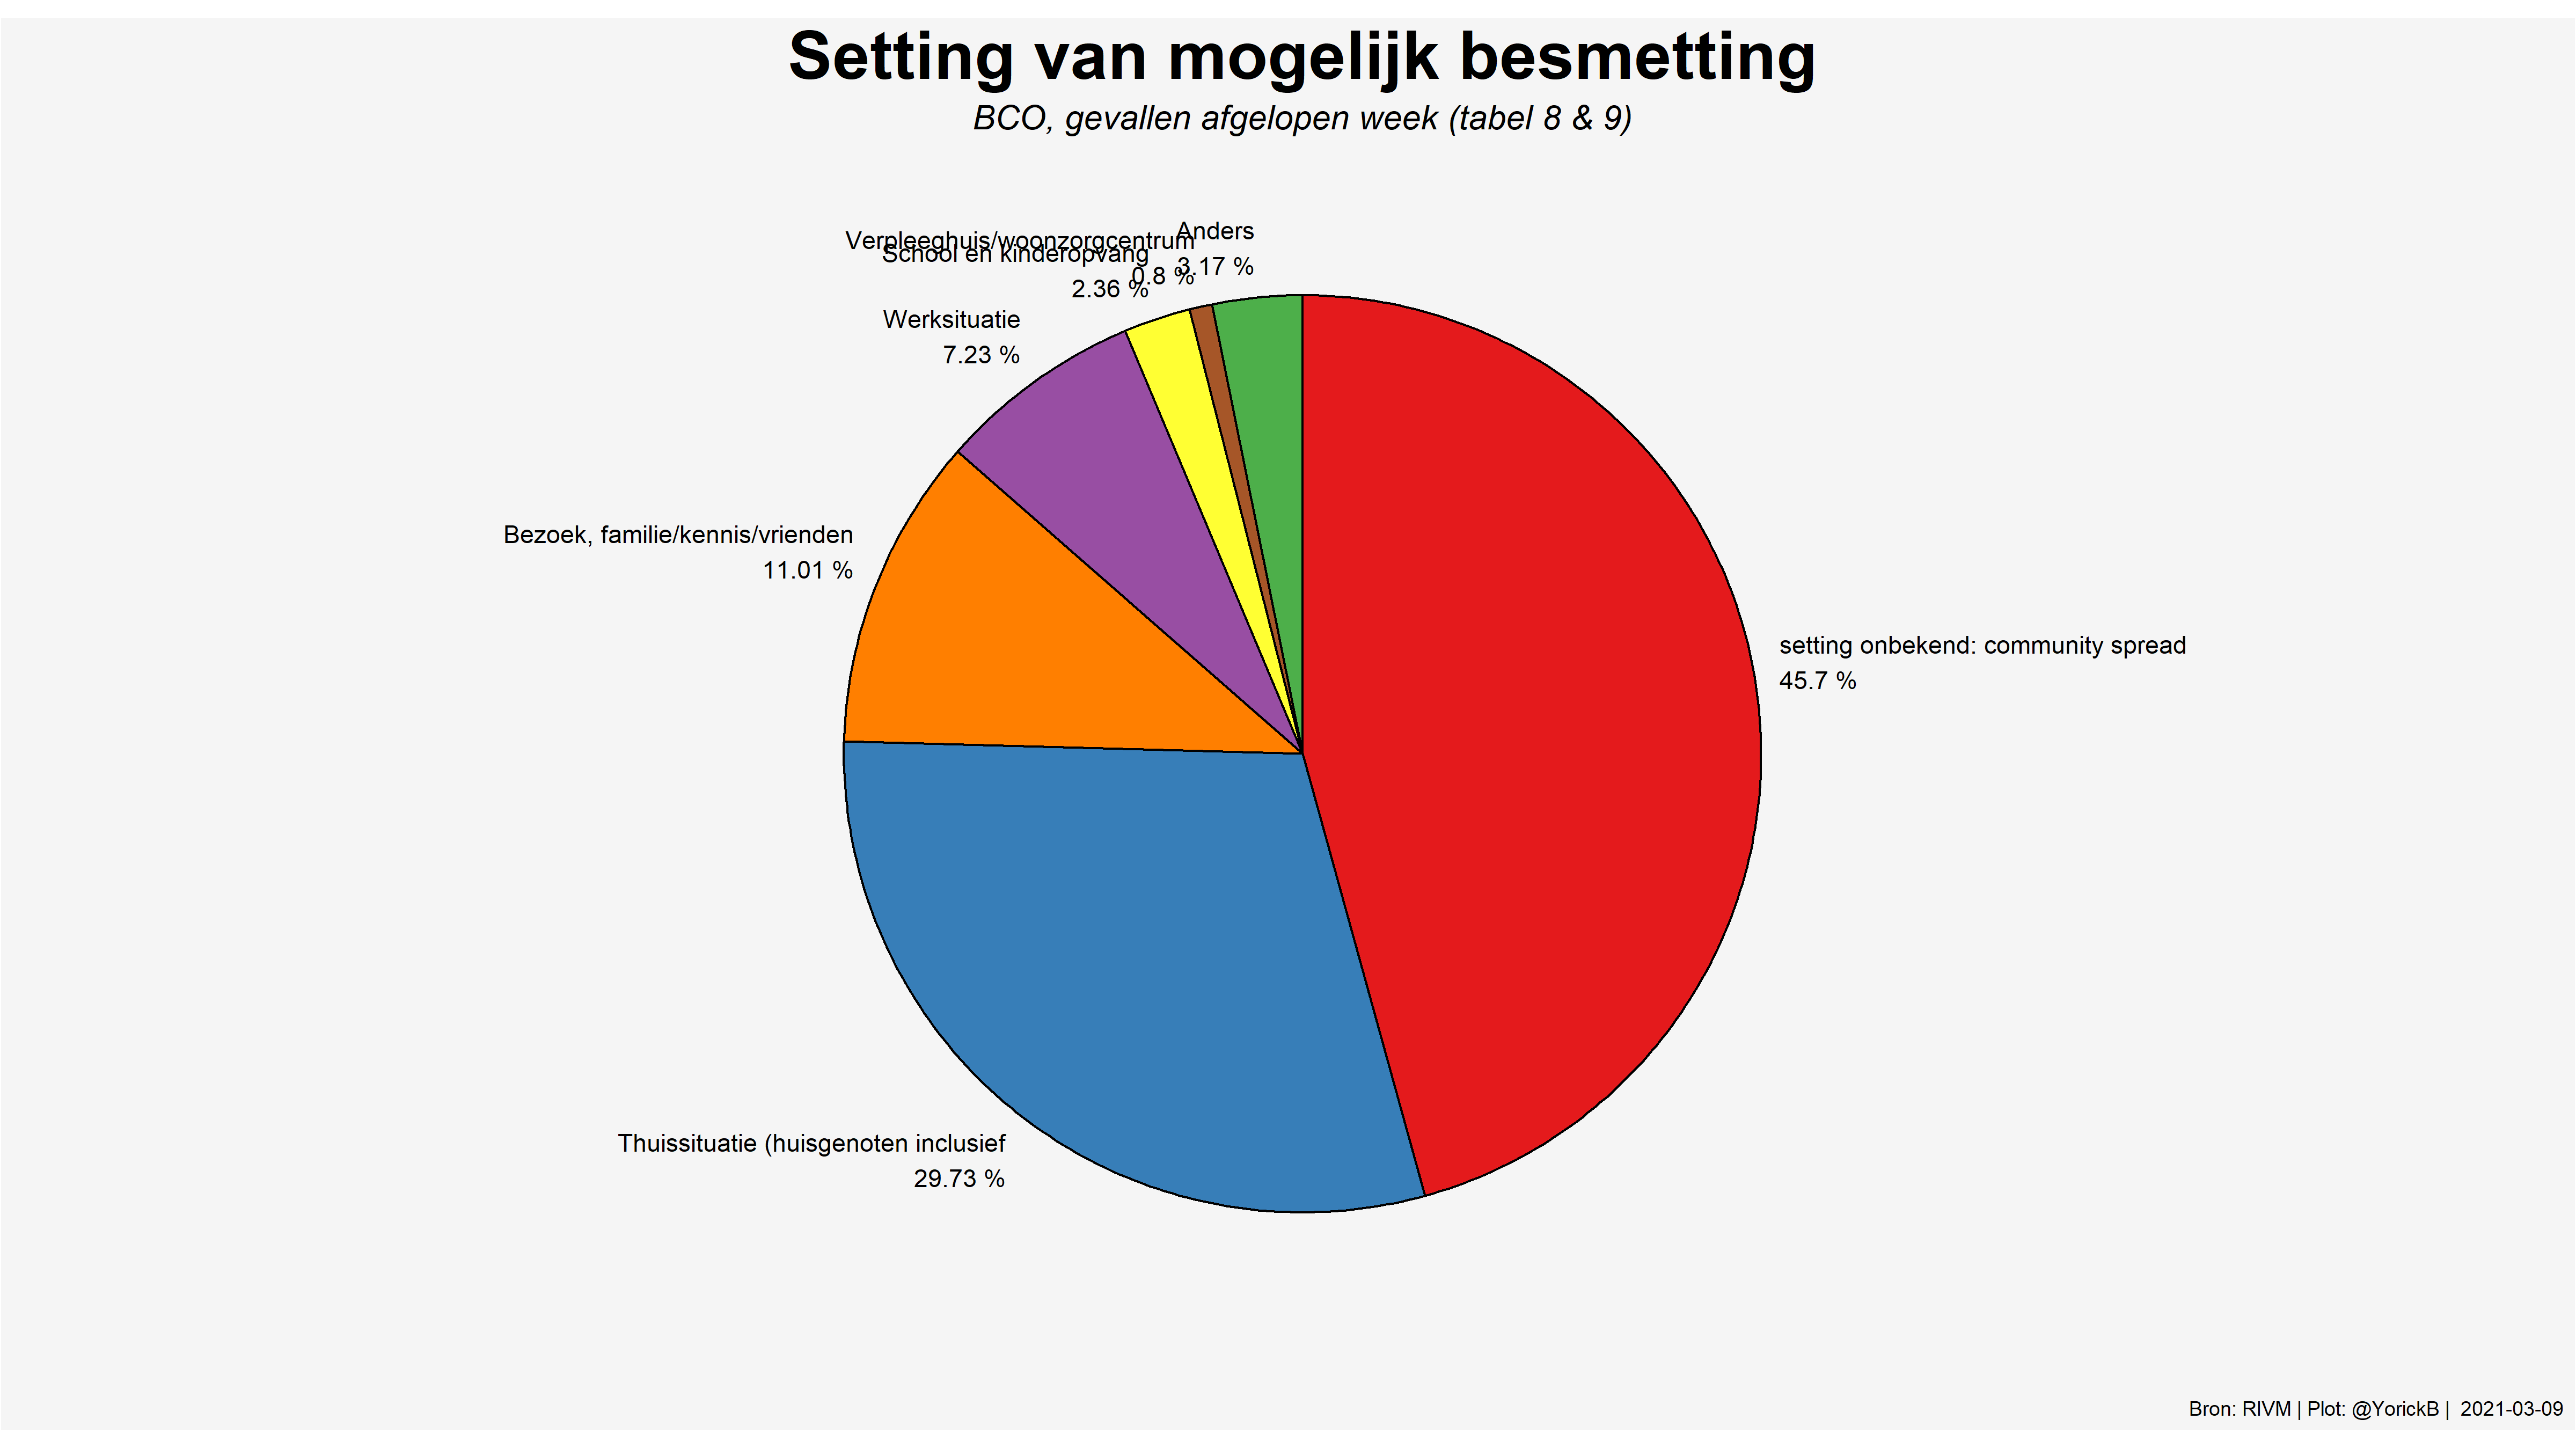 Setting van mogelijk besmetting
BCO, gevallen afgelopen week (tabel 8 & 9)
Anders
3.17 %
Verpleeghuis/woonzorgcentrum
0.8 %
School en kinderopvang
2.36 %
Werksituatie
7.23 %
Bezoek, familie/kennis/vrienden
11.01 %
setting onbekend: community spread
45.7 %
Thuissituatie (huisgenoten inclusief
29.73 %
Bron: RIVM | Plot: @YorickB | 2021-03-09